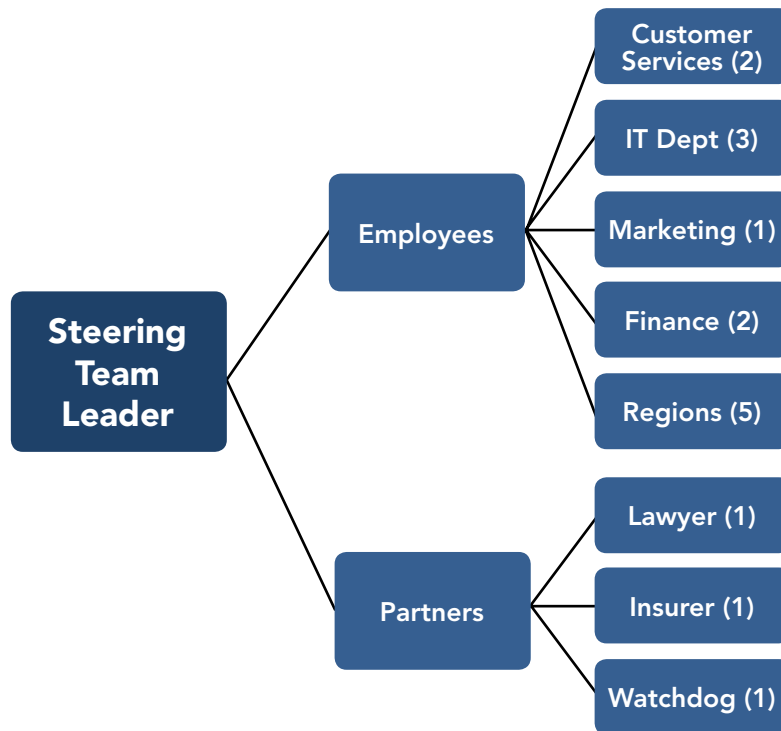 Customer
Services (2)
IT Dept (3)
Employees
Marketing (1)
Finance (2)
Steering
Team
Leader
Regions (5)
Lawyer (1)
Partners
Insurer (1)
Watchdog (1)